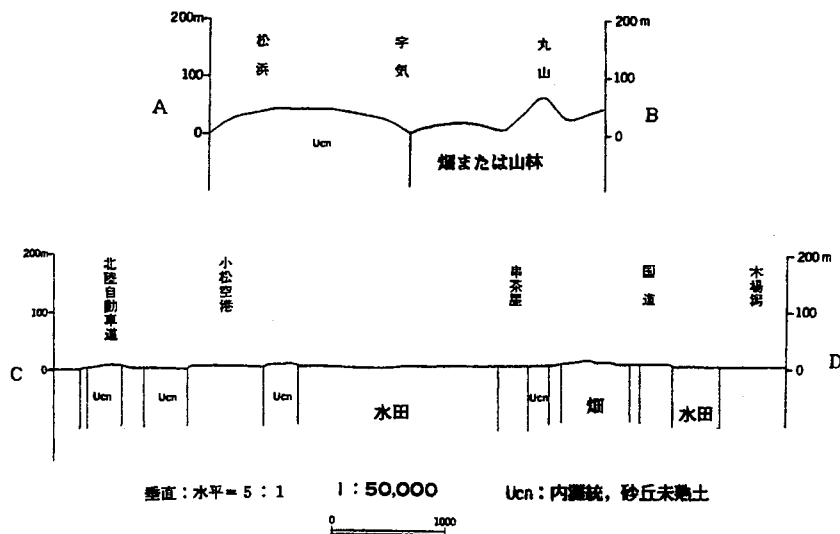 200m
松浜
宇気
丸山
200m
100
100
A
B
0
0
Ucn
畑または山林
200m
北陸自動車道
小松空港
串茶屋
国道
木場潟
200m
100
100
C
D
0
0
Ucn
Ucn
Ucn
水田
Ucn
畑
水田
垂直：水平＝5：1
1：50,000
Ucn：内灘統，砂丘未熟土
0
1000